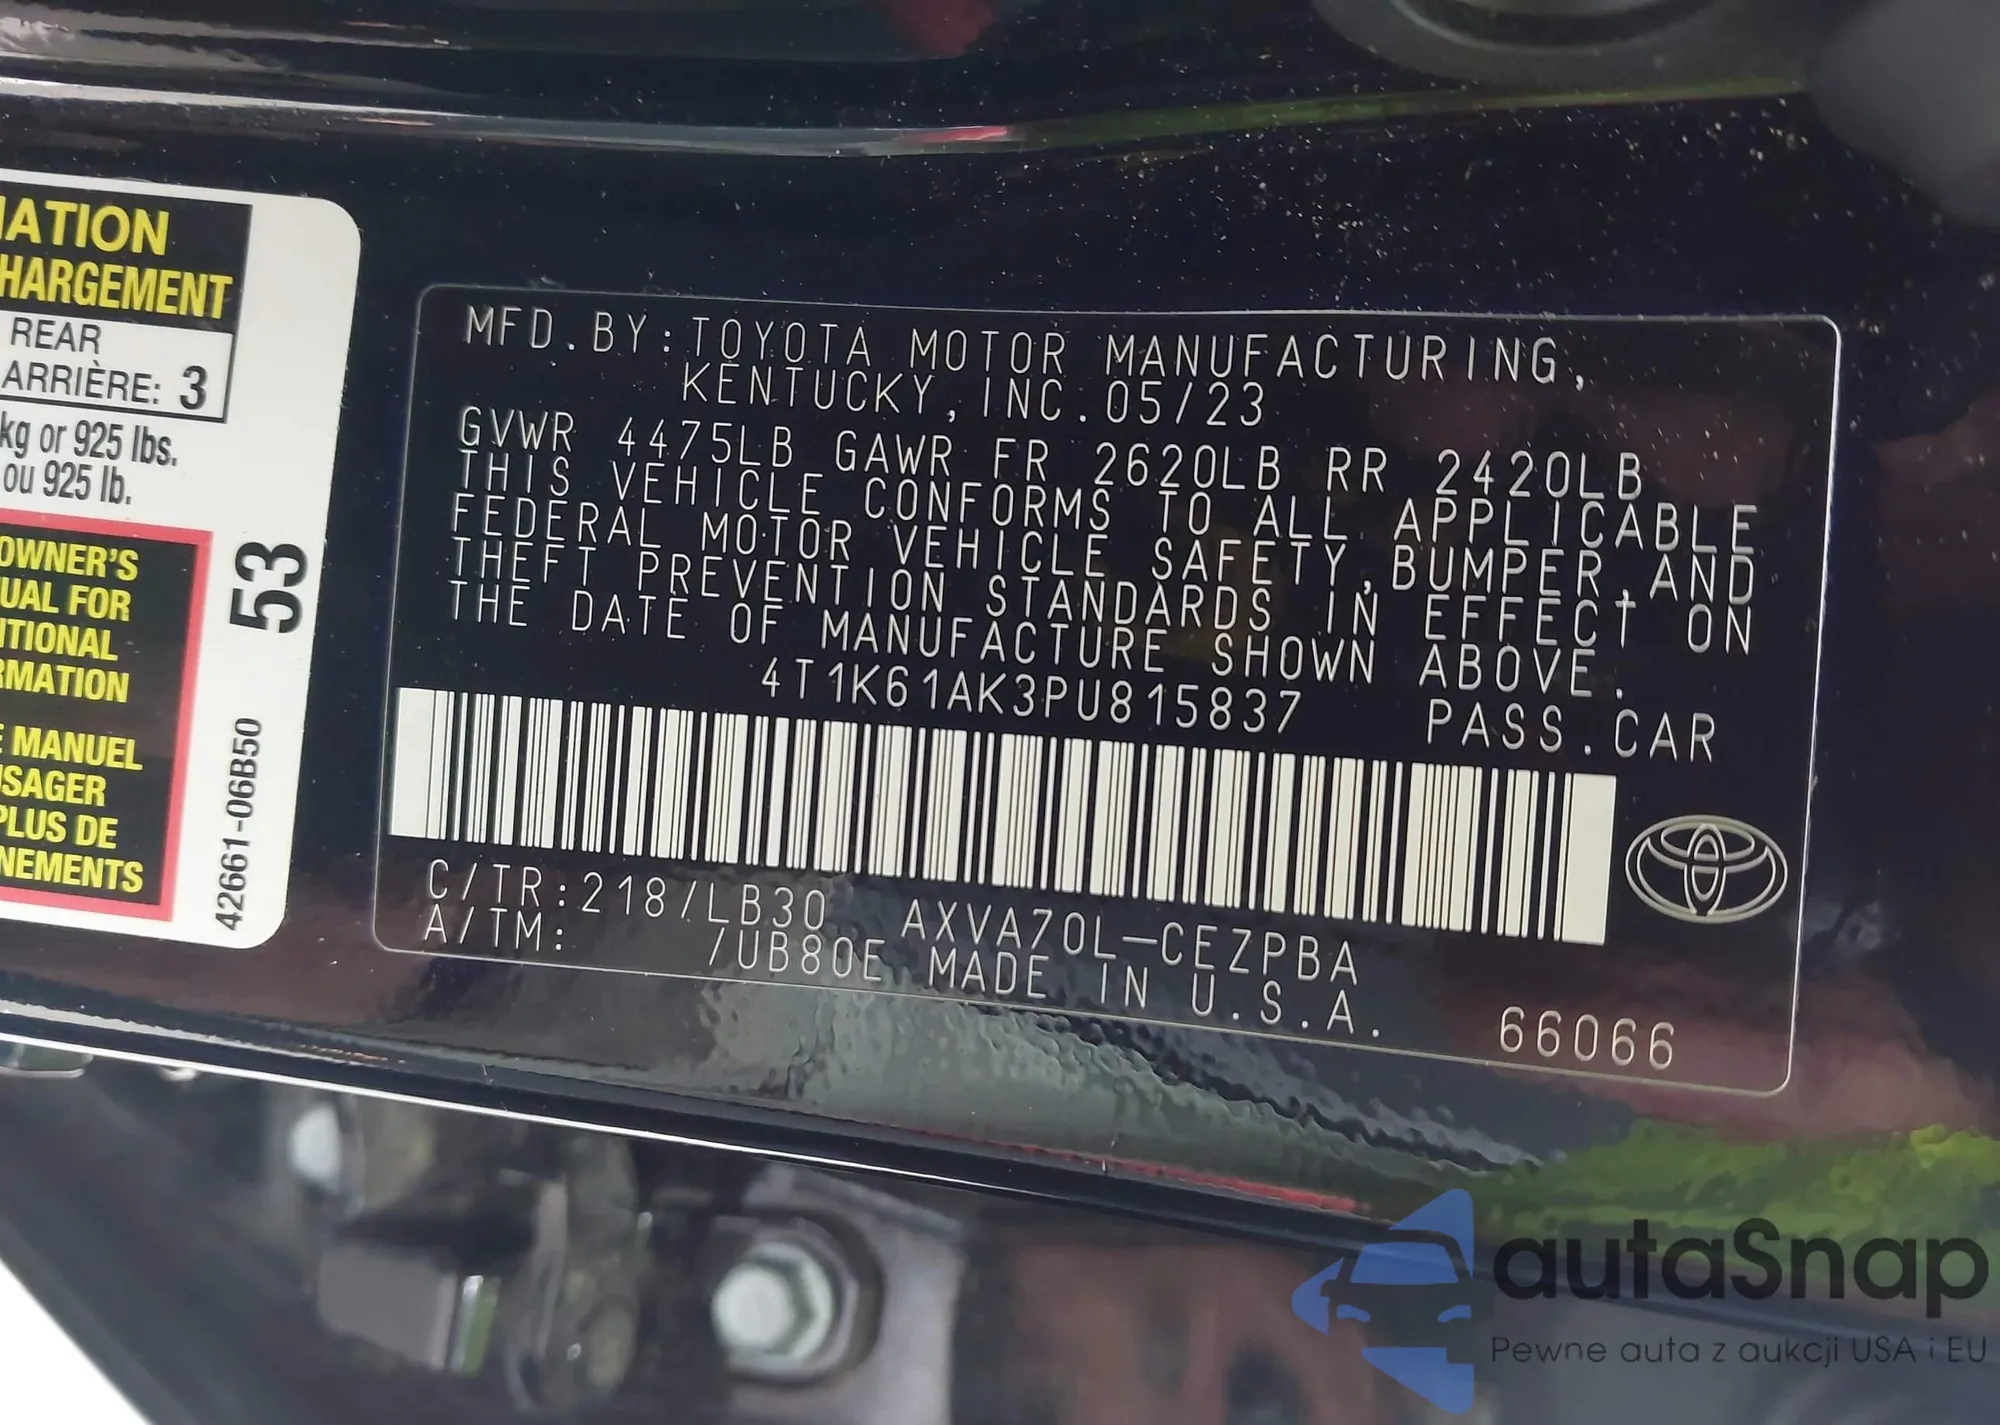 MATION
HARGEMENT
REAR
ARRIÈRE: 3
kg or 925 lbs.
ou 925 lb.
OWNER'S
UAL FOR
ITIONAL
RMATION
E MANUEL
USAGER
PLUS DE
NEMENTS
53
42661-06B50
MFD. BY: TOYOTA MOTOR MANUFACTURING,
KENTUCKY, INC. 05/23
GVWR 4475LB GAWR FR 2620LB RR 2420LB
THIS VEHICLE CONFORMS TO ALL APPLICABLE
FEDERAL MOTOR VEHICLE SAFETY, BUMPER, AND
THEFT PREVENTION STANDARDS IN EFFECT ON
THE DATE OF MANUFACTURE SHOWN ABOVE.
4T1K61AK3PU815837 PASS. CAR
C/TR: 218/LB30 AXVA70L-CEZPBA
A/TM: /UB80E MADE IN U.S.A.
66066
autaSnap
Pewne auta z aukcji USA i EU